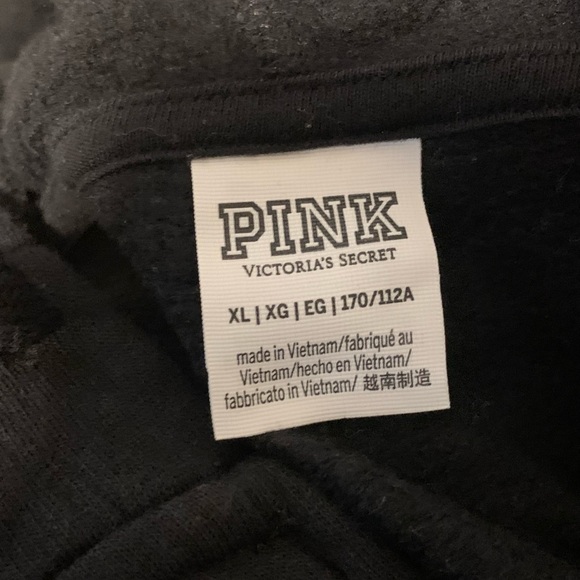 PINK
VICTORIA'S SECRET
XL | XG | EG | 170/112A
made in Vietnam/fabriqué au
Vietnam/hecho en Vietnam/
fabbricato in Vietnam/ 越南制造